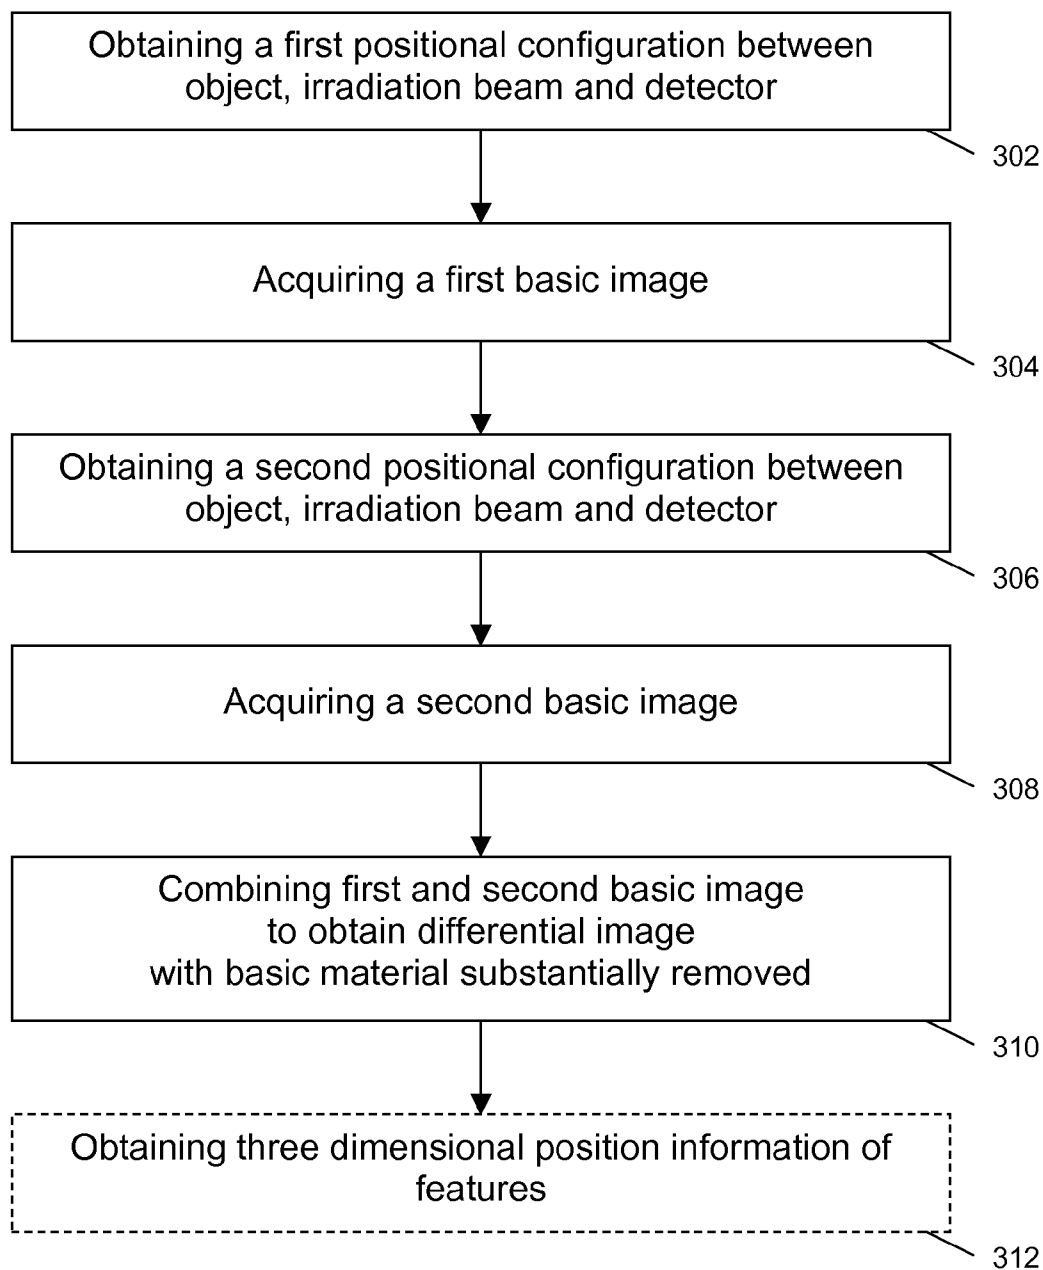 Obtaining a first positional configuration between
object, irradiation beam and detector
302
Acquiring a first basic image
304
Obtaining a second positional configuration between
object, irradiation beam and detector
306
Acquiring a second basic image
308
Combining first and second basic image
to obtain differential image
with basic material substantially removed
310
Obtaining three dimensional position information of
features
312